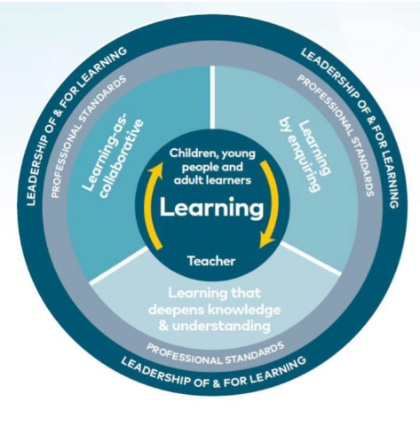 LEADERSHIP OF & FOR LEARNING
LEADERSHIP OF & FOR LEARNING
PROFESSIONAL STANDARDS
PROFESSIONAL STANDARDS
Learning-as-
collaborative
Learning
by enquiring
Children, young
people and
adult learners
Learning
Teacher
Learning that
deepens knowledge
& understanding
PROFESSIONAL STANDARDS
LEADERSHIP OF & FOR LEARNING